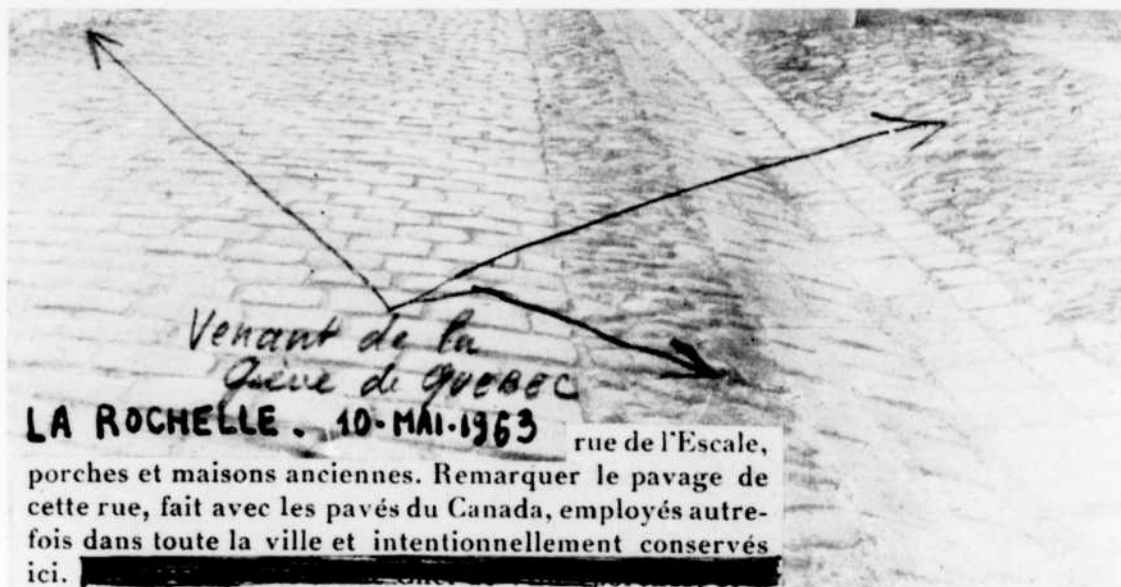 Venant de la
Grève de QUEBEC
LA ROCHELLE. 10-MAI-1963 rue de l'Escale,
porches et maisons anciennes. Remarquer le pavage de
cette rue, fait avec les pavés du Canada, employés autre-
fois dans toute la ville et intentionnellement conservés
ici.